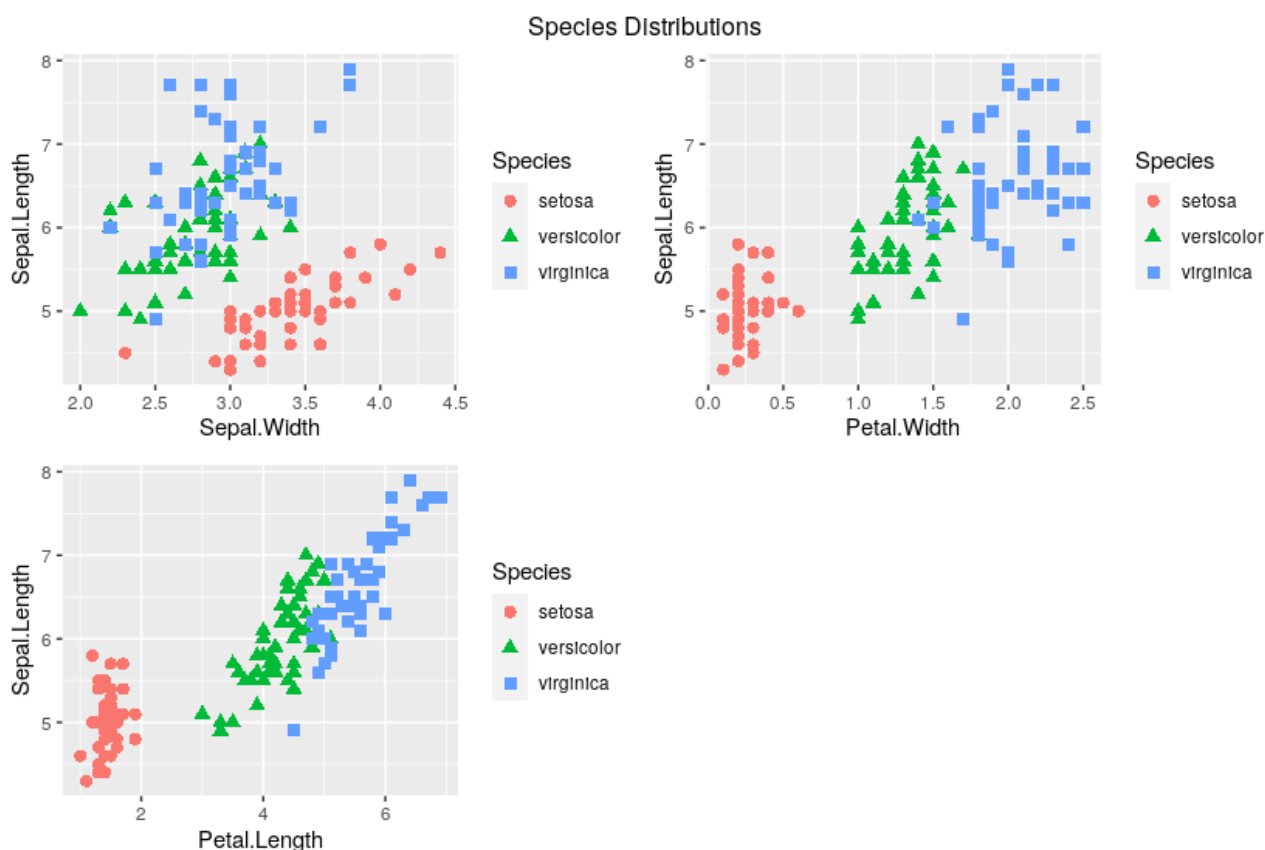 Species Distributions
8
7
6
5
Sepal.Length
2.0 2.5 3.0 3.5 4.0 4.5
Sepal.Width
Species
setosa
versicolor
virginica
8
7
6
5
Sepal.Length
0.0 0.5 1.0 1.5 2.0 2.5
Petal.Width
Species
setosa
versicolor
virginica
8
7
6
5
Sepal.Length
2 4 6
Petal.Length
Species
setosa
versicolor
virginica